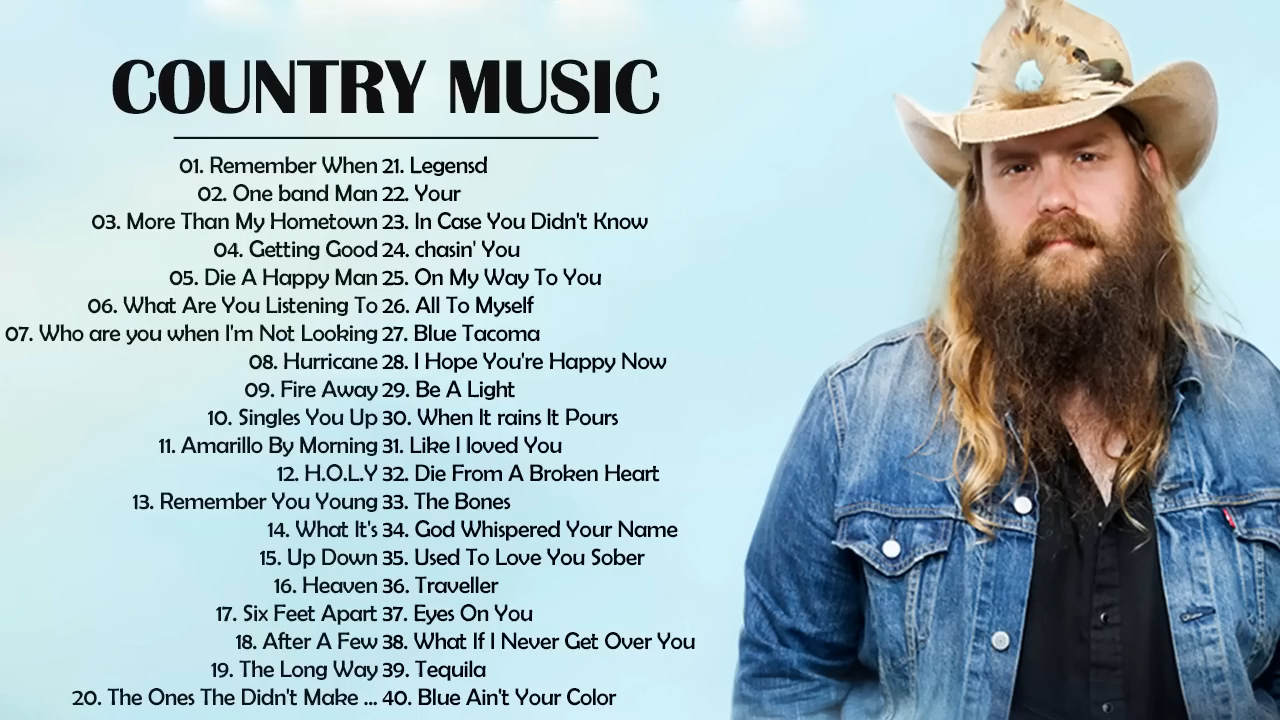 COUNTRY MUSIC
01. Remember When 21. Legensd
02. One band Man 22. Your
03. More Than My Hometown 23. In Case You Didn't Know
04. Getting Good 24. chasin' You
05. Die A Happy Man 25. On My Way To You
06. What Are You Listening To 26. All To Myself
07. Who are you when I'm Not Looking 27. Blue Tacoma
08. Hurricane 28. I Hope You're Happy Now
09. Fire Away 29. Be A Light
10. Singles You Up 30. When It rains It Pours
11. Amarillo By Morning 31. Like I loved You
12. H.O.L.Y 32. Die From A Broken Heart
13. Remember You Young 33. The Bones
14. What It's 34. God Whispered Your Name
15. Up Down 35. Used To Love You Sober
16. Heaven 36. Traveller
17. Six Feet Apart 37. Eyes On You
18. After A Few 38. What If I Never Get Over You
19. The Long Way 39. Tequila
20. The Ones The Didn't Make ... 40. Blue Ain't Your Color